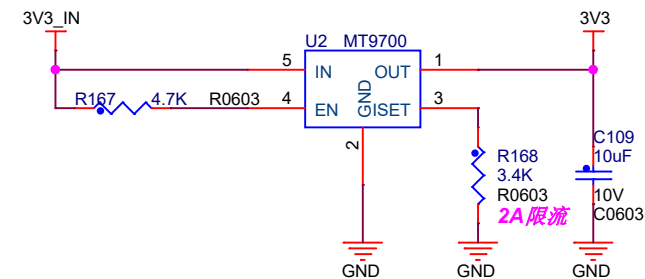 3V3_IN
3V3
U2 MT9700
5 IN OUT 1
R167 4.7K R0603 4 EN GND ISET 3
2
R168
3.4K
R0603
2A限流
C109
10uF
10V
C0603
GND GND GND